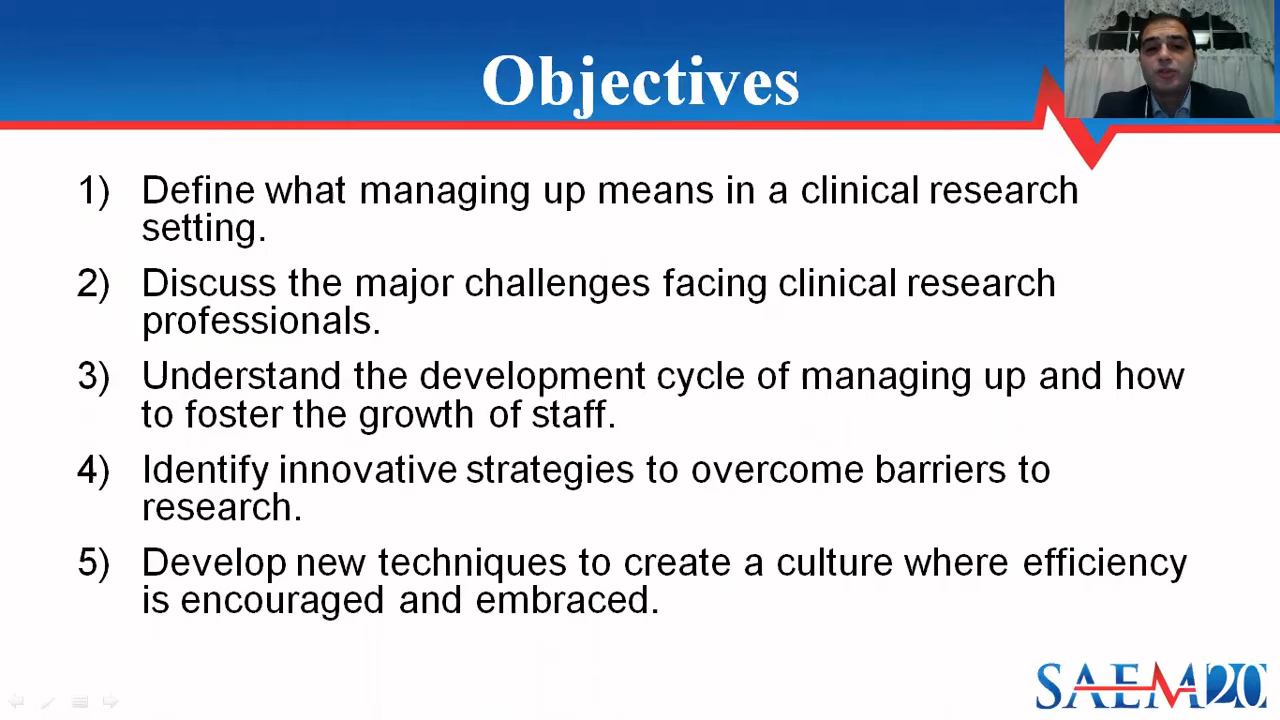 Objectives
1) Define what managing up means in a clinical research
setting.
2) Discuss the major challenges facing clinical research
professionals.
3) Understand the development cycle of managing up and how
to foster the growth of staff.
4) Identify innovative strategies to overcome barriers to
research.
5) Develop new techniques to create a culture where efficiency
is encouraged and embraced.
SAEM20